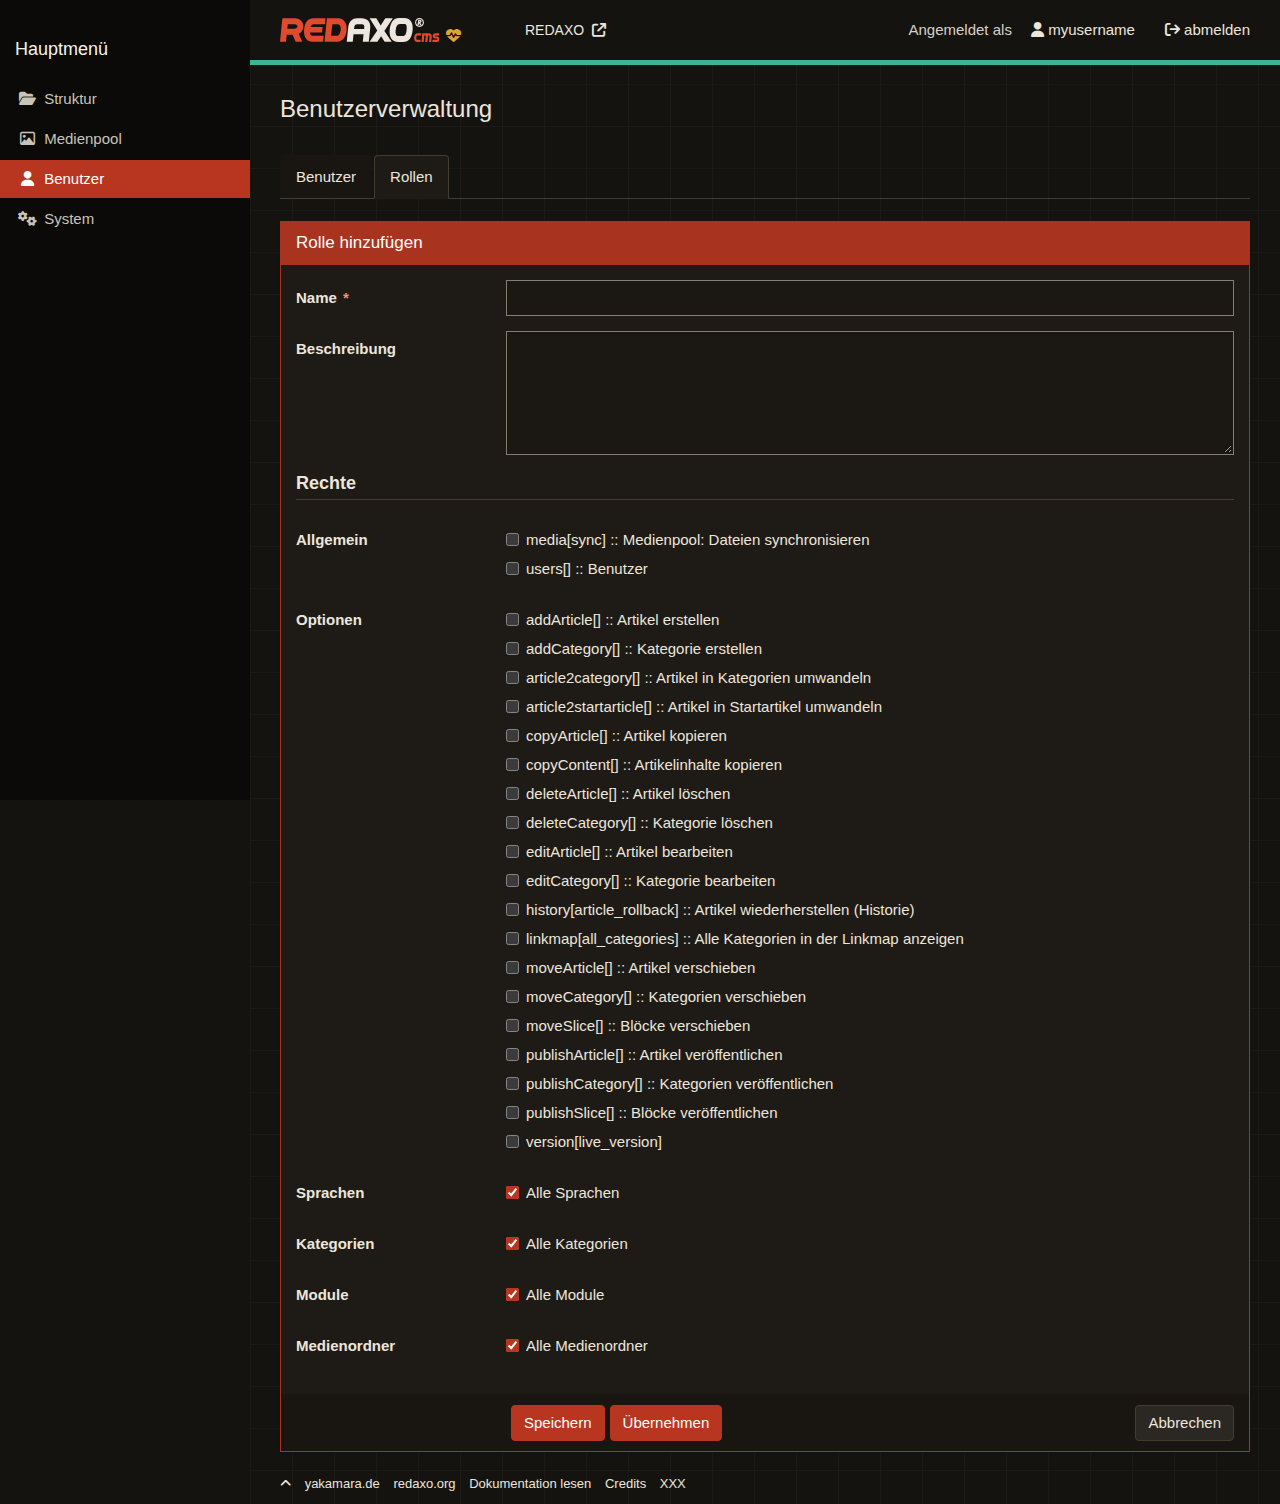 Hauptmenü
Struktur
Medienpool
Benutzer
System
REDAXO® cms
REDAXO
Angemeldet als myusername abmelden
Benutzerverwaltung
Benutzer Rollen
Rolle hinzufügen
Name *
Beschreibung
Rechte
Allgemein
media[sync] :: Medienpool: Dateien synchronisieren
users[] :: Benutzer
Optionen
addArticle[] :: Artikel erstellen
addCategory[] :: Kategorie erstellen
article2category[] :: Artikel in Kategorien umwandeln
article2startarticle[] :: Artikel in Startartikel umwandeln
copyArticle[] :: Artikel kopieren
copyContent[] :: Artikelinhalte kopieren
deleteArticle[] :: Artikel löschen
deleteCategory[] :: Kategorie löschen
editArticle[] :: Artikel bearbeiten
editCategory[] :: Kategorie bearbeiten
history[article_rollback] :: Artikel wiederherstellen (Historie)
linkmap[all_categories] :: Alle Kategorien in der Linkmap anzeigen
moveArticle[] :: Artikel verschieben
moveCategory[] :: Kategorien verschieben
moveSlice[] :: Blöcke verschieben
publishArticle[] :: Artikel veröffentlichen
publishCategory[] :: Kategorien veröffentlichen
publishSlice[] :: Blöcke veröffentlichen
version[live_version]
Sprachen
Alle Sprachen
Kategorien
Alle Kategorien
Module
Alle Module
Medienordner
Alle Medienordner
Speichern Übernehmen Abbrechen
yakamara.de redaxo.org Dokumentation lesen Credits XXX